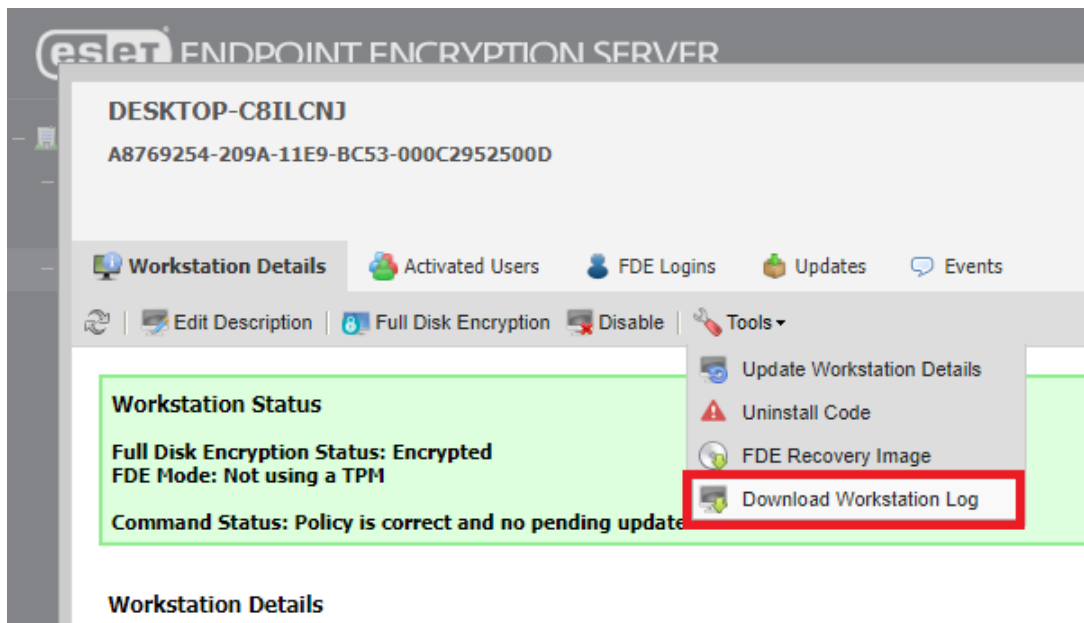 eseT ENDPOINT ENCRYPTION SERVER
DESKTOP-C8ILCNJ
A8769254-209A-11E9-BC53-000C2952500D
Workstation Details Activated Users FDE Logins Updates Events
Edit Description Full Disk Encryption Disable Tools
Update Workstation Details
Uninstall Code
FDE Recovery Image
Download Workstation Log
Workstation Status
Full Disk Encryption Status: Encrypted
FDE Mode: Not using a TPM
Command Status: Policy is correct and no pending update
Workstation Details